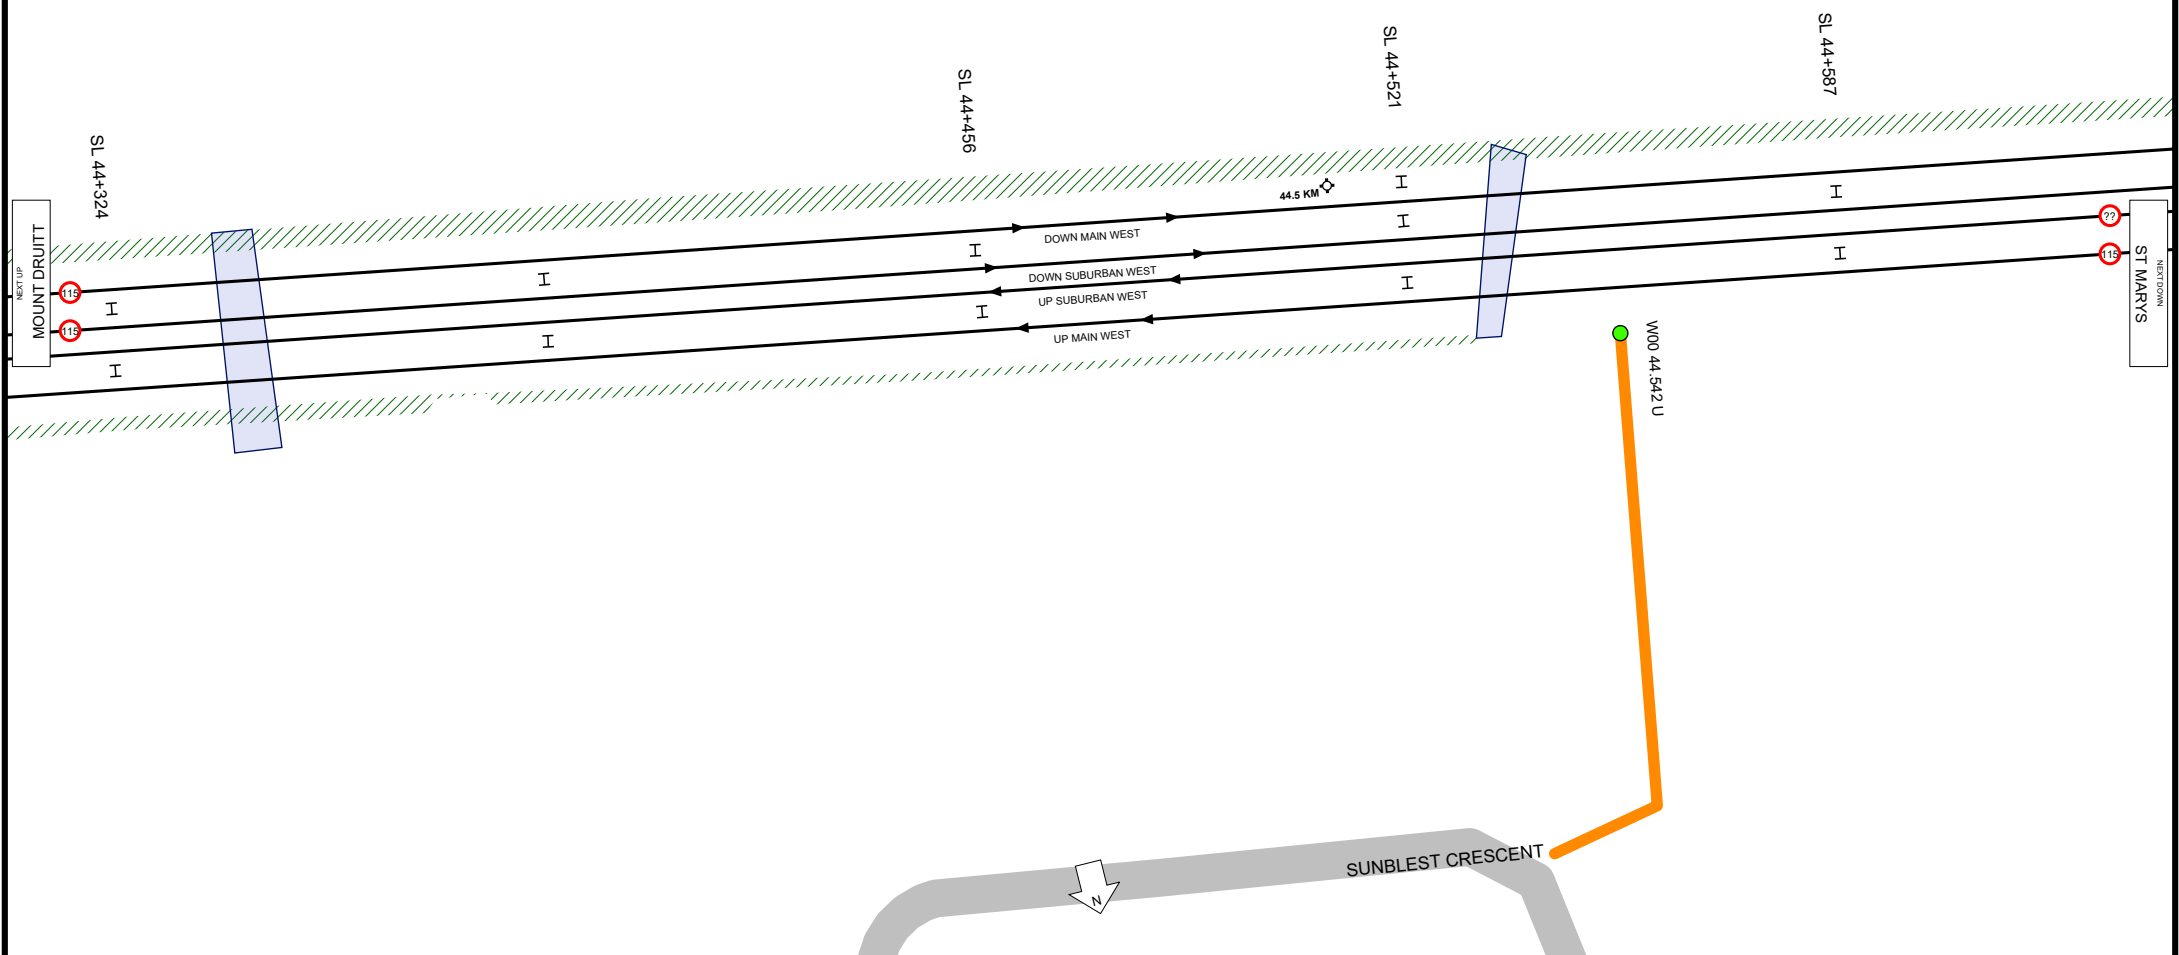 SL 44+324
SL 44+456
SL 44+521
SL 44+587
NEXT UP
MOUNT DRUITT
115
115
44.5 KM
DOWN MAIN WEST
DOWN SUBURBAN WEST
UP SUBURBAN WEST
UP MAIN WEST
??
115
ST MARYS
NEXT DOWN
W00 44.542 U
SUNBLEST CRESCENT
N